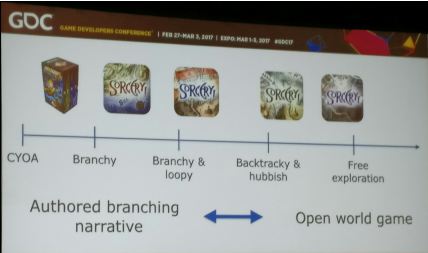 GDC GAME DEVELOPERS CONFERENCE | FEB 27-MAR 3, 2017 | EXPO: MAR 1-3, 2017 #GDC17
SORCERY! SORCERY! SORCERY! SORCERY!
CYOA
Branchy
Branchy &
loopy
Backtracky &
hubbish
Free
exploration
Authored branching
narrative
Open world game